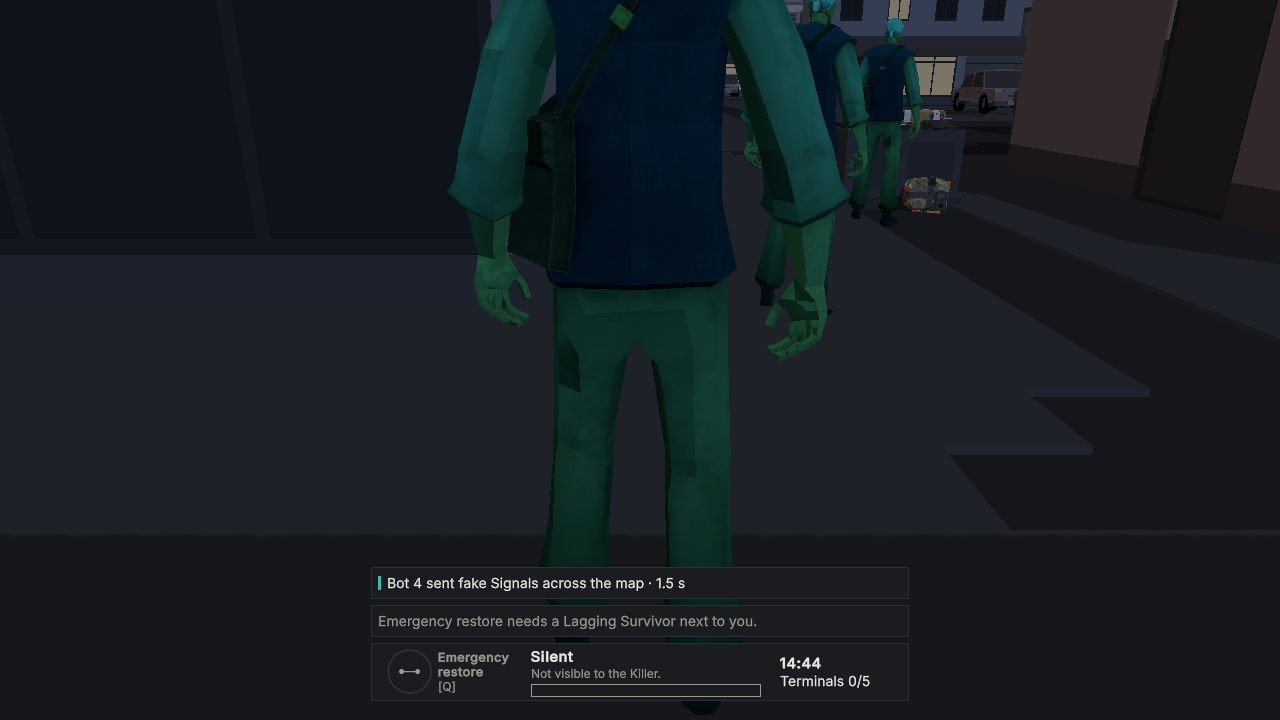 Bot 4 sent fake Signals across the map · 1.5 s
Emergency restore needs a Lagging Survivor next to you.
Emergency
restore
[Q]
Silent
Not visible to the Killer.
14:44
Terminals 0/5